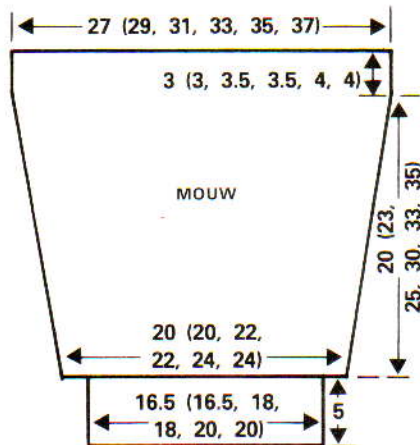 27 (29, 31, 33, 35, 37)
3 (3, 3.5, 3.5, 4, 4)
MOUW
20 (23,
25, 30, 33, 35)
20 (20, 22,
22, 24, 24)
16.5 (16.5, 18,
18, 20, 20)
5